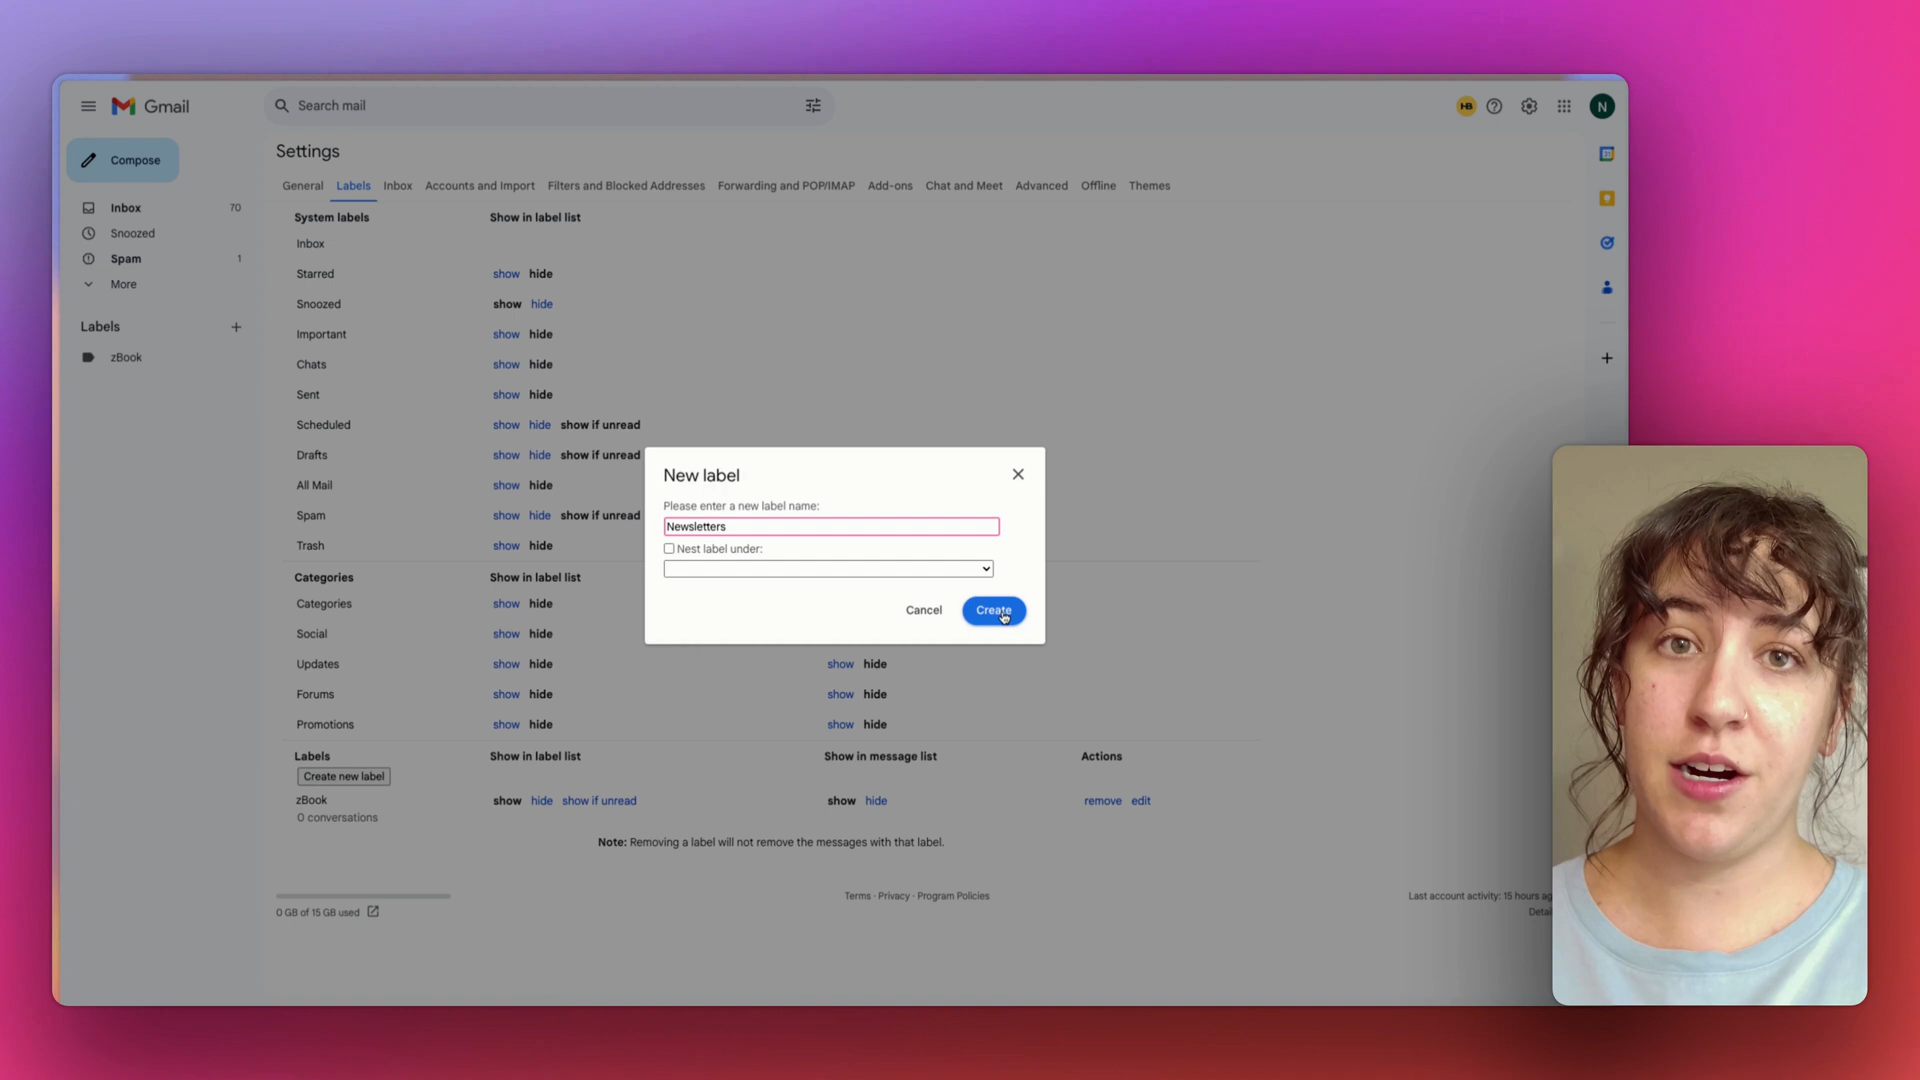 Gmail
Search mail
HB
N
Compose
Inbox 70
Snoozed
Spam 1
More
Labels
zBook
Settings
General Labels Inbox Accounts and Import Filters and Blocked Addresses Forwarding and POP/IMAP Add-ons Chat and Meet Advanced Offline Themes
System labels Show in label list
Inbox
Starred show hide
Snoozed show hide
Important show hide
Chats show hide
Sent show hide
Scheduled show hide show if unread
Drafts show hide show if unread
All Mail show hide
Spam show hide show if unread
Trash show hide
New label
Please enter a new label name:
Newsletters
Nest label under:
Cancel Create
Categories Show in label list
Categories show hide
Social show hide
Updates show hide show hide
Forums show hide show hide
Promotions show hide show hide
Labels Show in label list Show in message list Actions
Create new label
zBook show hide show if unread show hide remove edit
0 conversations
Note: Removing a label will not remove the messages with that label.
0 GB of 15 GB used
Terms · Privacy · Program Policies
Last account activity: 15 hours ag
Detai